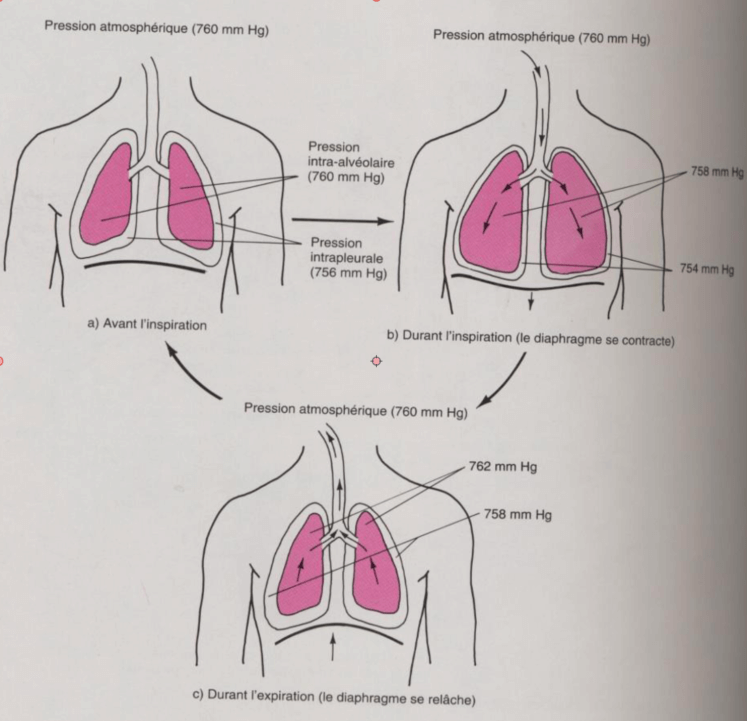 Pression atmosphérique (760 mm Hg)
Pression
intra-alvéolaire
(760 mm Hg)
Pression
intrapleurale
(756 mm Hg)
a) Avant l'inspiration
Pression atmosphérique (760 mm Hg)
758 mm Hg
754 mm Hg
b) Durant l'inspiration (le diaphragme se contracte)
Pression atmosphérique (760 mm Hg)
762 mm Hg
758 mm Hg
c) Durant l'expiration (le diaphragme se relâche)